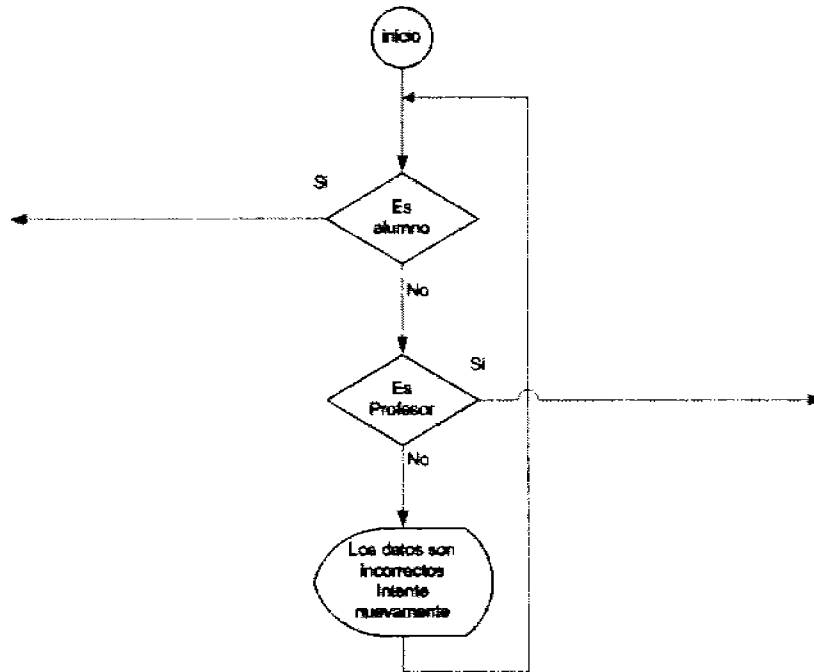 inicio
Si
Es
alumno
No
Si
Es
Profesor
No
Los datos son
incorrectos
Intente
nuevamente